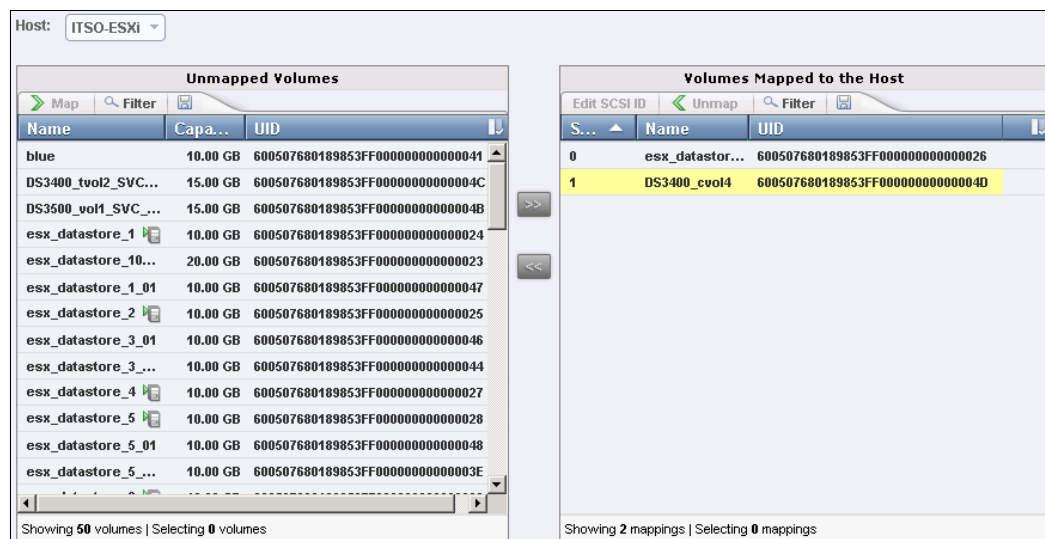 Host: ITSO-ESXi
Unmapped Volumes
Map Filter
Name Capa... UID
blue 10.00 GB 600507680189853FF000000000000041
DS3400_tvol2_SVC... 15.00 GB 600507680189853FF00000000000004C
DS3500_vol1_SVC_... 15.00 GB 600507680189853FF00000000000004B
esx_datastore_1 10.00 GB 600507680189853FF000000000000024
esx_datastore_10... 20.00 GB 600507680189853FF000000000000023
esx_datastore_1_01 10.00 GB 600507680189853FF000000000000047
esx_datastore_2 10.00 GB 600507680189853FF000000000000025
esx_datastore_3_01 10.00 GB 600507680189853FF000000000000046
esx_datastore_3_... 10.00 GB 600507680189853FF000000000000044
esx_datastore_4 10.00 GB 600507680189853FF000000000000027
esx_datastore_5 10.00 GB 600507680189853FF000000000000028
esx_datastore_5_01 10.00 GB 600507680189853FF000000000000048
esx_datastore_5_... 10.00 GB 600507680189853FF00000000000003E
Showing 50 volumes | Selecting 0 volumes
>>
<<
Volumes Mapped to the Host
Edit SCSI ID Unmap Filter
S... Name UID
0 esx_datastor... 600507680189853FF000000000000026
1 DS3400_cvol4 600507680189853FF00000000000004D
Showing 2 mappings | Selecting 0 mappings